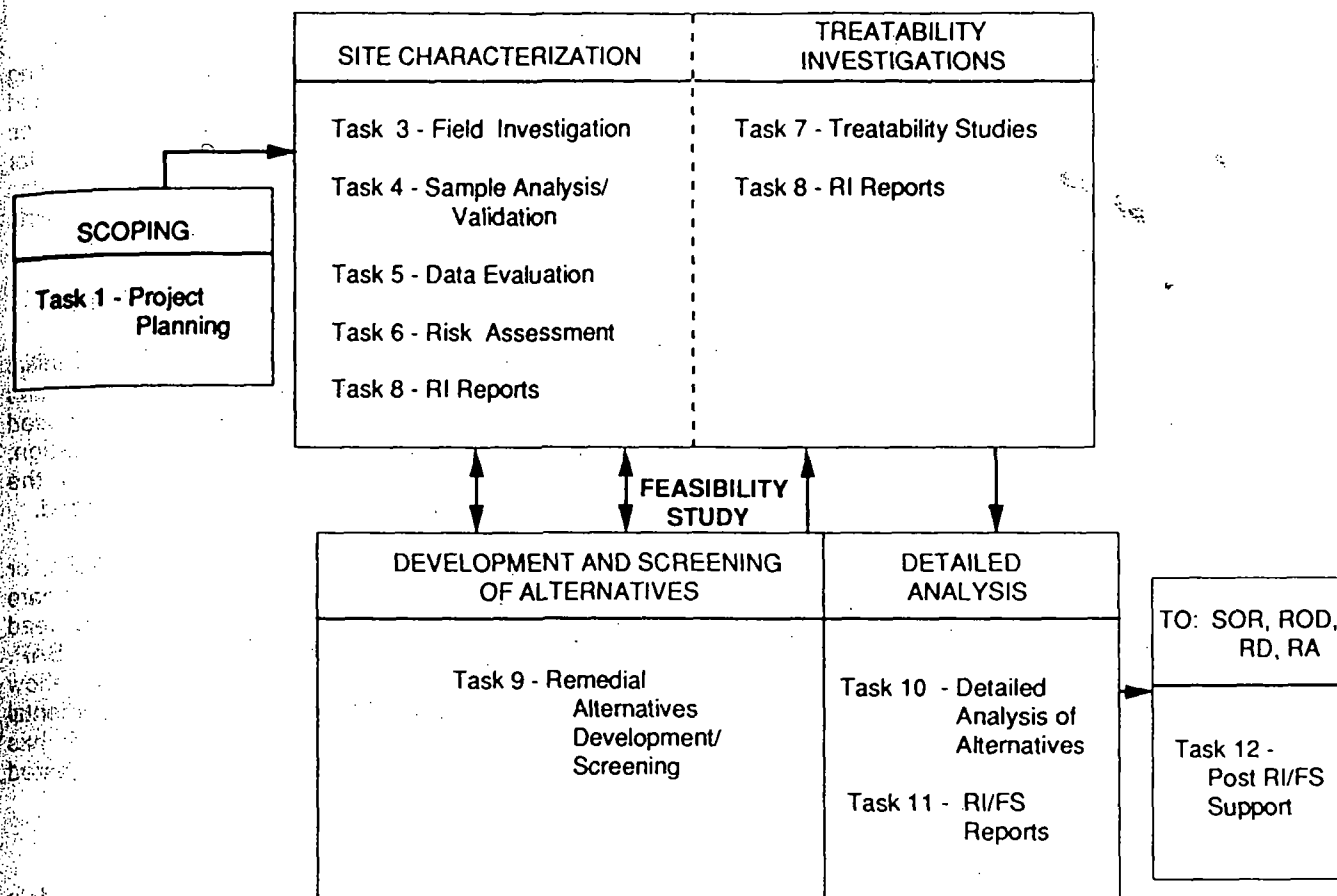 SITE CHARACTERIZATION
TREATABILITY
INVESTIGATIONS
Task 3 - Field Investigation
Task 4 - Sample Analysis/
Validation
Task 5 - Data Evaluation
Task 6 - Risk Assessment
Task 8 - RI Reports
Task 7 - Treatability Studies
Task 8 - RI Reports
SCOPING
Task 1 - Project
Planning
FEASIBILITY
STUDY
DEVELOPMENT AND SCREENING
OF ALTERNATIVES
Task 9 - Remedial
Alternatives
Development/
Screening
DETAILED
ANALYSIS
Task 10 - Detailed
Analysis of
Alternatives
Task 11 - RI/FS
Reports
TO: SOR, ROD,
RD, RA
Task 12 -
Post RI/FS
Support